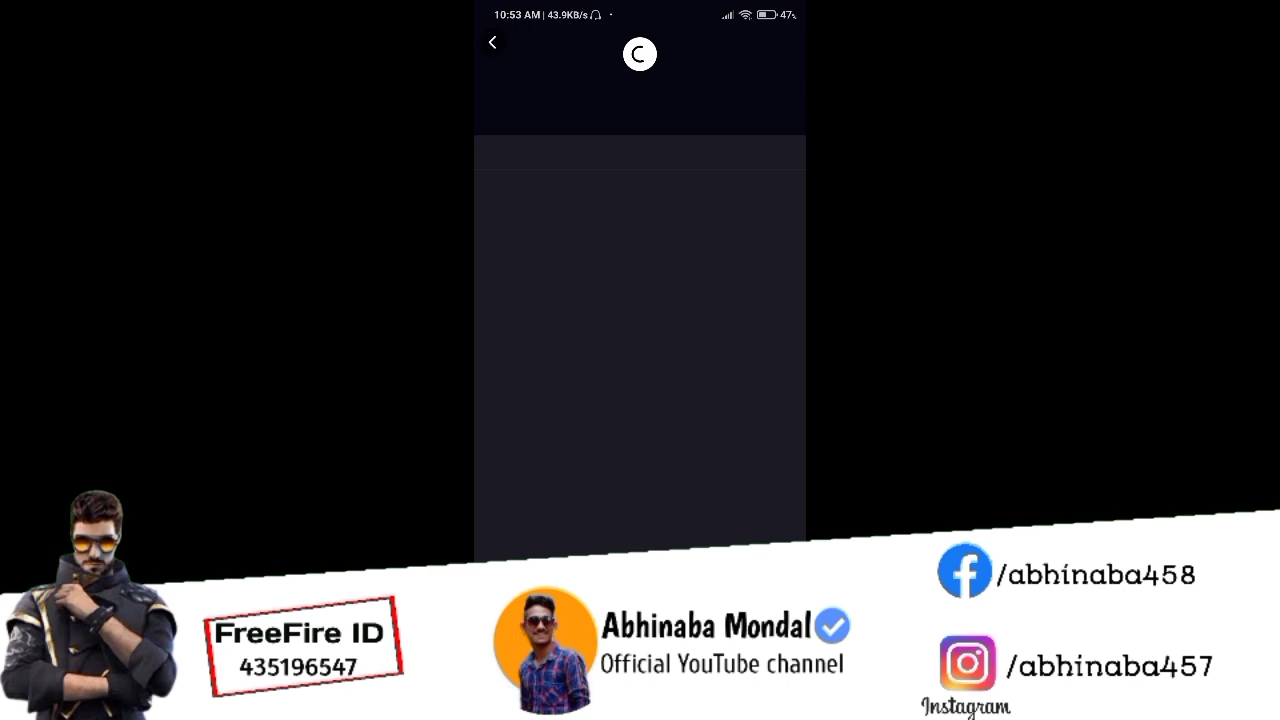 10:53 AM | 43.9KB/s
47%
FreeFire ID
435196547
Abhinaba Mondal
Official YouTube channel
/abhinaba458
/abhinaba457
Instagram